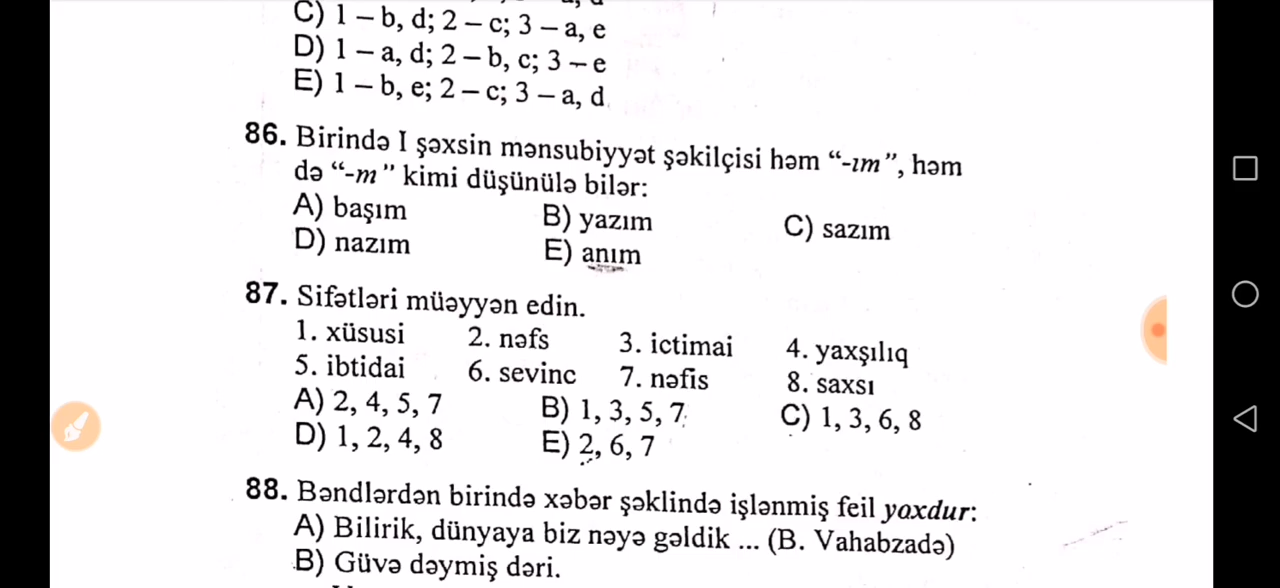 C) 1 – b, d; 2 – c; 3 – a, e
D) 1 – a, d; 2 – b, c; 3 – e
E) 1 – b, e; 2 – c; 3 – a, d
86. Birində I şəxsin mənsubiyyət şəkilçisi həm “-ım”, həm
də “-m” kimi düşünülə bilər:
A) başım B) yazım C) sazım
D) nazım E) anım
87. Sifətləri müəyyən edin.
1. xüsusi 2. nəfs 3. ictimai 4. yaxşılıq
5. ibtidai 6. sevinc 7. nəfis 8. saxsı
A) 2, 4, 5, 7 B) 1, 3, 5, 7 C) 1, 3, 6, 8
D) 1, 2, 4, 8 E) 2, 6, 7
88. Bəndlərdən birində xəbər şəklində işlənmiş feil yoxdur:
A) Bilirik, dünyaya biz nəyə gəldik ... (B. Vahabzadə)
B) Güvə dəymiş dəri.